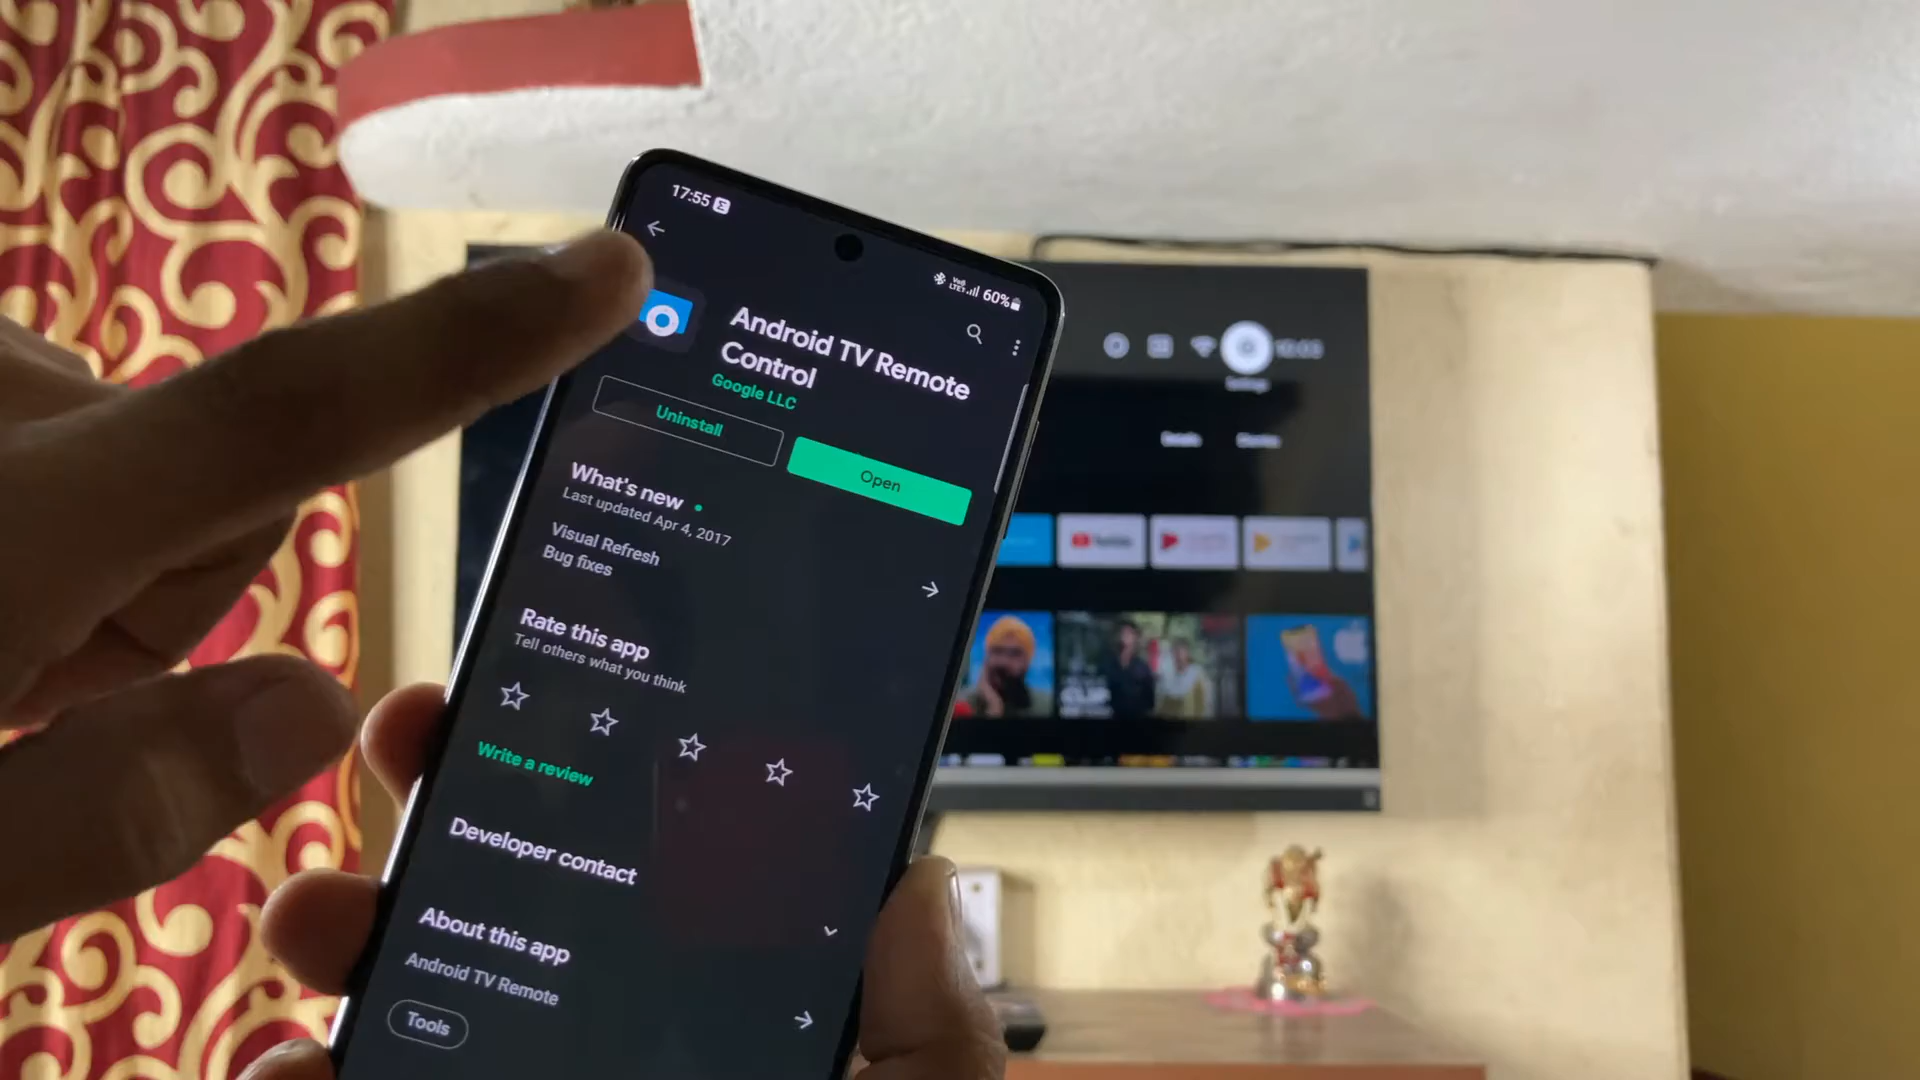 17:55
60%
Android TV Remote
Control
Google LLC
Uninstall
Open
What's new
Last updated Apr 4, 2017
Visual Refresh
Bug fixes
Rate this app
Tell others what you think
Write a review
Developer contact
About this app
Android TV Remote
Tools
Settings
YouTube